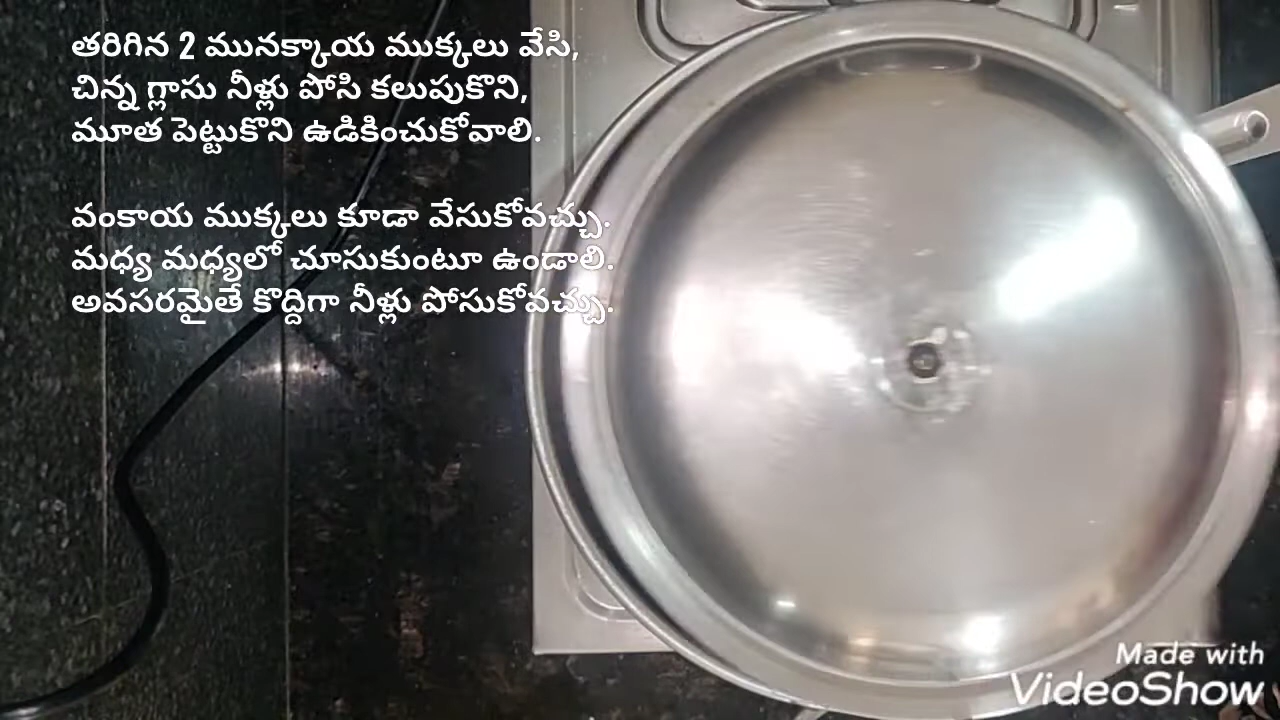 తరిగిన 2 మునక్కాయ ముక్కలు వేసి,
చిన్న గ్లాసు నీళ్లు పోసి కలుపుకొని,
మూత పెట్టుకొని ఉడికించుకోవాలి.
వంకాయ ముక్కలు కూడా వేసుకోవచ్చు.
మధ్య మధ్యలో చూసుకుంటూ ఉండాలి.
అవసరమైతే కొద్దిగా నీళ్లు పోసుకోవచ్చు.
Made with
VideoShow